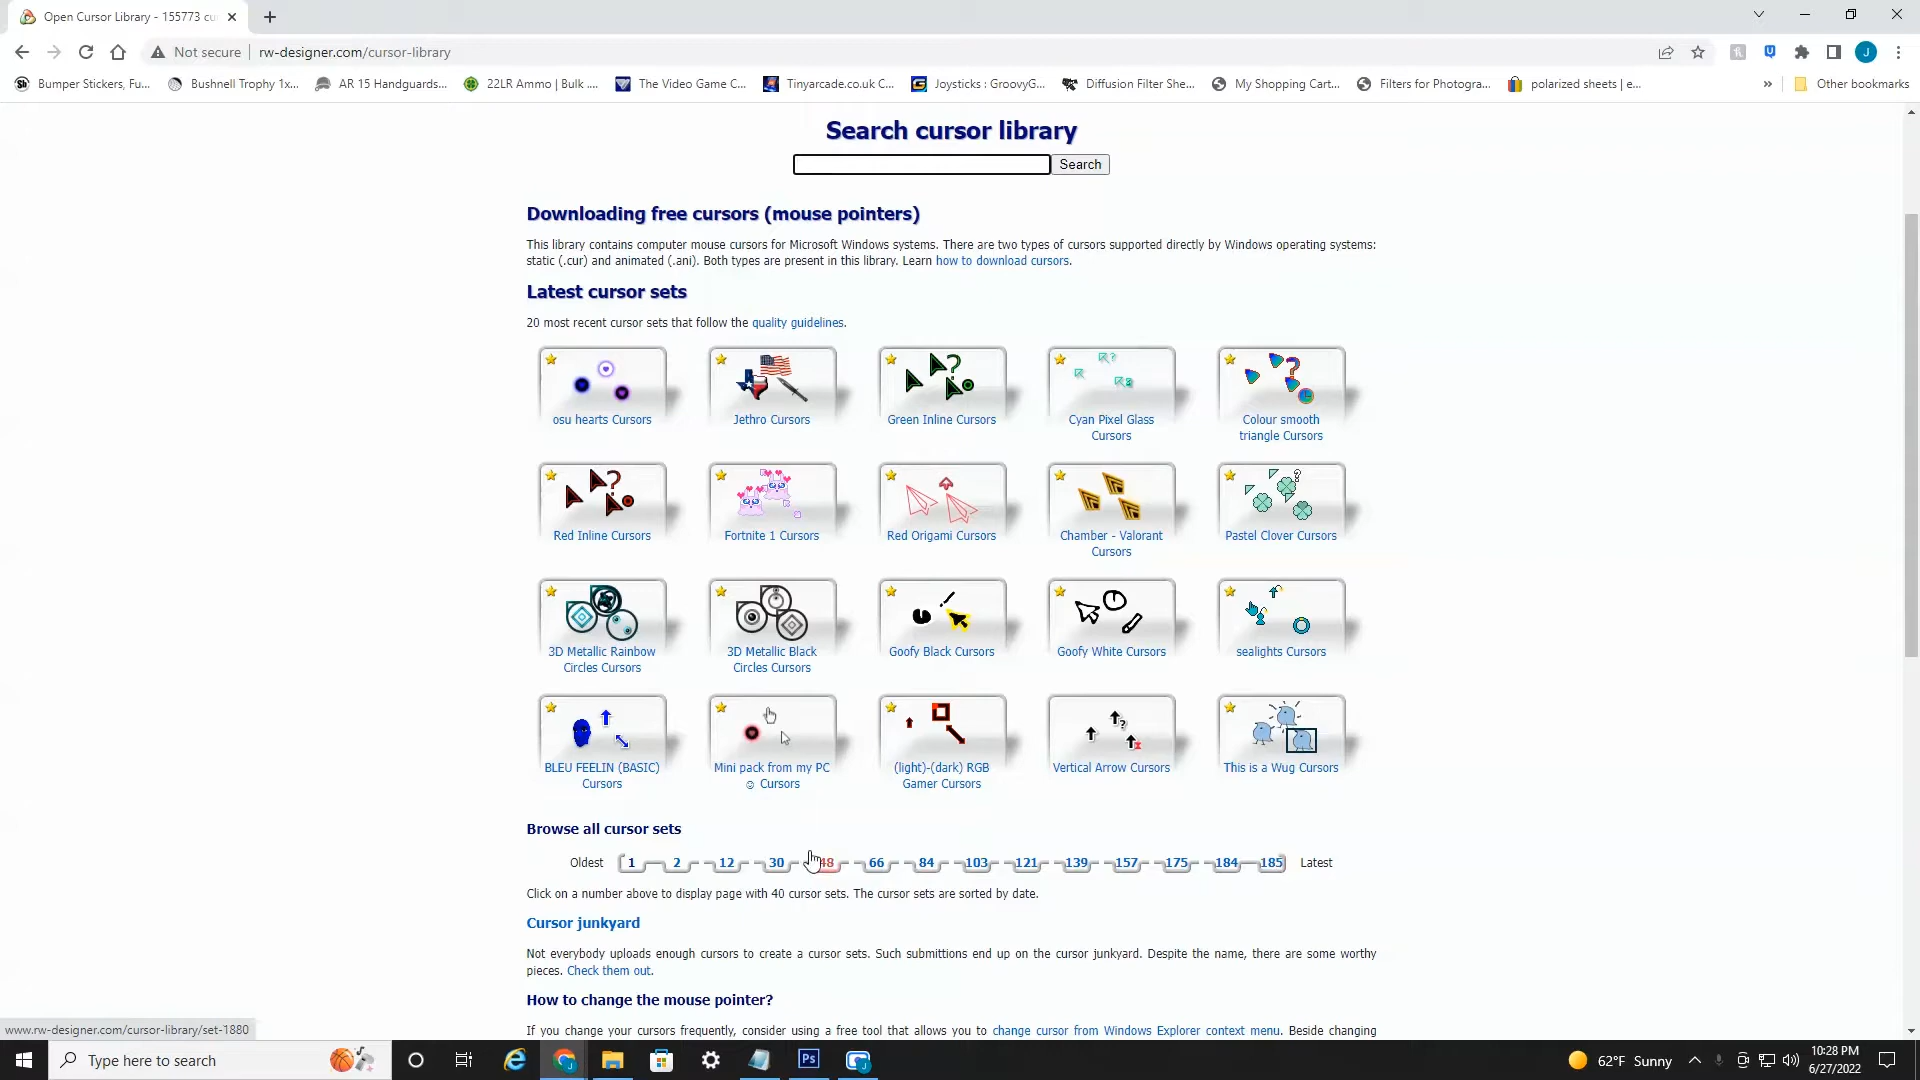 Open Cursor Library - 155773 cu
Not secure
rw-designer.com/cursor-library
J
Bumper Stickers, Fu...
Bushnell Trophy 1x...
AR 15 Handguards...
22LR Ammo | Bulk ....
The Video Game C...
Tinyarcade.co.uk C...
Joysticks : GroovyG...
Diffusion Filter She...
My Shopping Cart...
Filters for Photogra...
polarized sheets | e...
»
Other bookmarks
Search cursor library
Search
Downloading free cursors (mouse pointers)
This library contains computer mouse cursors for Microsoft Windows systems. There are two types of cursors supported directly by Windows operating systems:
static (.cur) and animated (.ani). Both types are present in this library. Learn how to download cursors.
Latest cursor sets
20 most recent cursor sets that follow the quality guidelines.
osu hearts Cursors
Jethro Cursors
Green Inline Cursors
Cyan Pixel Glass
Cursors
Colour smooth
triangle Cursors
Red Inline Cursors
Fortnite 1 Cursors
Red Origami Cursors
Chamber - Valorant
Cursors
Pastel Clover Cursors
3D Metallic Rainbow
Circles Cursors
3D Metallic Black
Circles Cursors
Goofy Black Cursors
Goofy White Cursors
sealights Cursors
BLEU FEELIN (BASIC)
Cursors
Mini pack from my PC
☺ Cursors
(light)-(dark) RGB
Gamer Cursors
Vertical Arrow Cursors
This is a Wug Cursors
Browse all cursor sets
Oldest 1 2 12 30 48 66 84 103 121 139 157 175 184 185 Latest
Click on a number above to display page with 40 cursor sets. The cursor sets are sorted by date.
Cursor junkyard
Not everybody uploads enough cursors to create a cursor sets. Such submittions end up on the cursor junkyard. Despite the name, there are some worthy
pieces. Check them out.
How to change the mouse pointer?
If you change your cursors frequently, consider using a free tool that allows you to change cursor from Windows Explorer context menu. Beside changing
www.rw-designer.com/cursor-library/set-1880
Type here to search
Ps
62°F Sunny
10:28 PM
6/27/2022